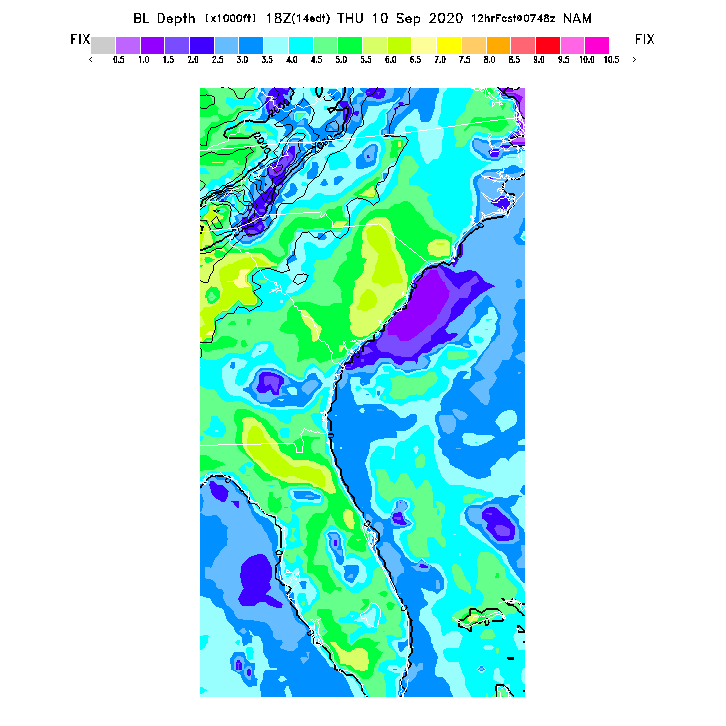 BL Depth [x1000ft] 18Z(14edt) THU 10 Sep 2020 12hrFcst@0748z NAM
FIX FIX
< 0.5 1.0 1.5 2.0 2.5 3.0 3.5 4.0 4.5 5.0 5.5 6.0 6.5 7.0 7.5 8.0 8.5 9.0 9.5 10.0 10.5 >